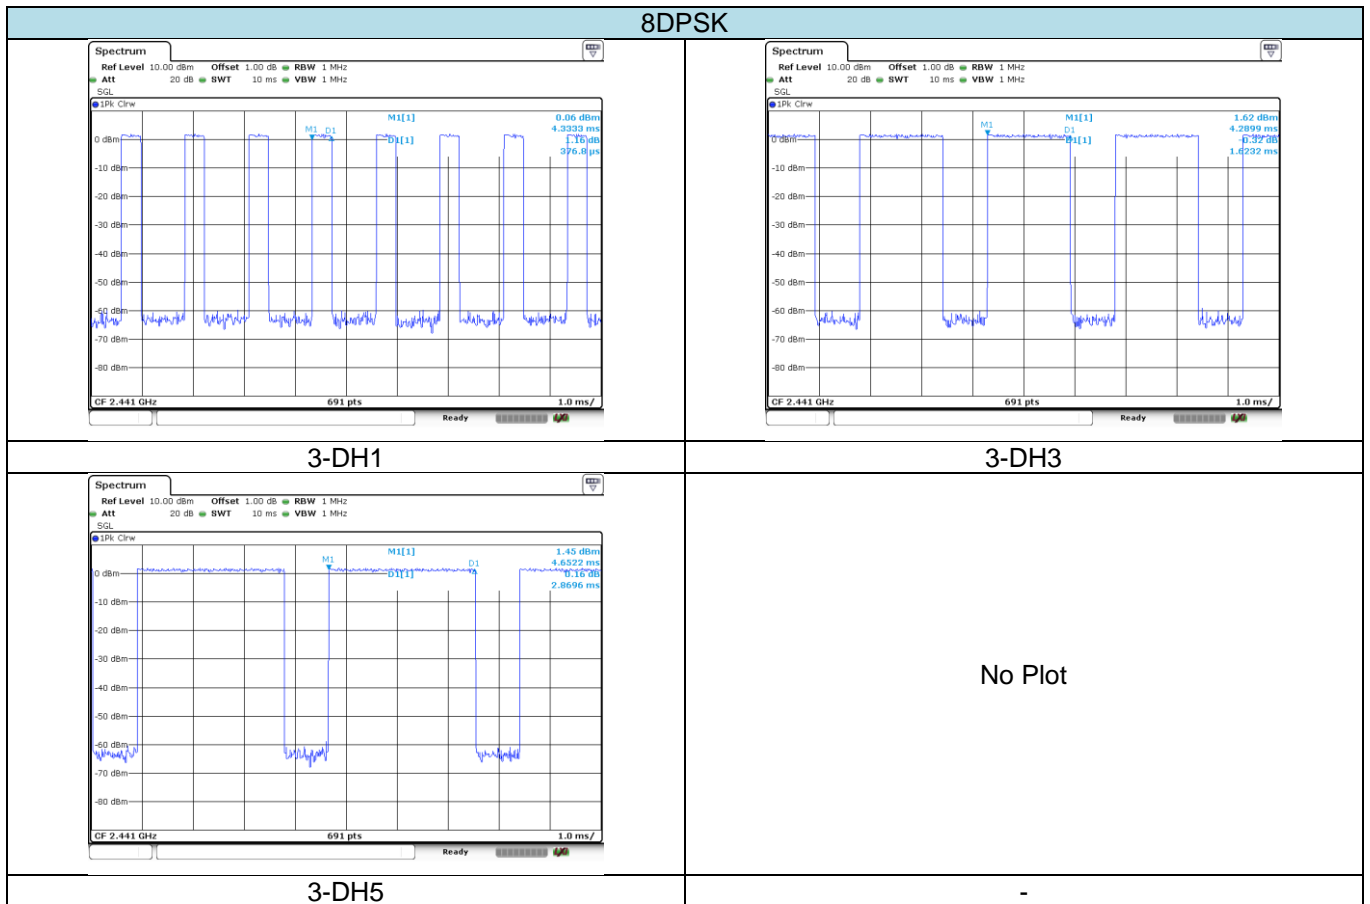 8DPSK
Spectrum
Ref Level 10.00 dBm Offset 1.00 dB RBW 1 MHz
Att 20 dB SWT 10 ms VBW 1 MHz
SGL
1Pk Clrw
M1[1] 0.06 dBm
4.3333 ms
M1 D1
0 dBm D1[1] 1.16 dB
376.8 µs
-10 dBm
-20 dBm
-30 dBm
-40 dBm
-50 dBm
-60 dBm
-70 dBm
-80 dBm
CF 2.441 GHz 691 pts 1.0 ms/
Ready
3-DH1
Spectrum
Ref Level 10.00 dBm Offset 1.00 dB RBW 1 MHz
Att 20 dB SWT 10 ms VBW 1 MHz
SGL
1Pk Clrw
M1[1] 1.62 dBm
4.2899 ms
M1 D1
0 dBm D1[1] -0.32 dB
1.6232 ms
-10 dBm
-20 dBm
-30 dBm
-40 dBm
-50 dBm
-60 dBm
-70 dBm
-80 dBm
CF 2.441 GHz 691 pts 1.0 ms/
Ready
3-DH3
Spectrum
Ref Level 10.00 dBm Offset 1.00 dB RBW 1 MHz
Att 20 dB SWT 10 ms VBW 1 MHz
SGL
1Pk Clrw
M1[1] 1.45 dBm
4.6522 ms
M1 D1
0 dBm D1[1] 0.16 dB
2.8696 ms
-10 dBm
-20 dBm
-30 dBm
-40 dBm
-50 dBm
-60 dBm
-70 dBm
-80 dBm
CF 2.441 GHz 691 pts 1.0 ms/
Ready
3-DH5
No Plot
-